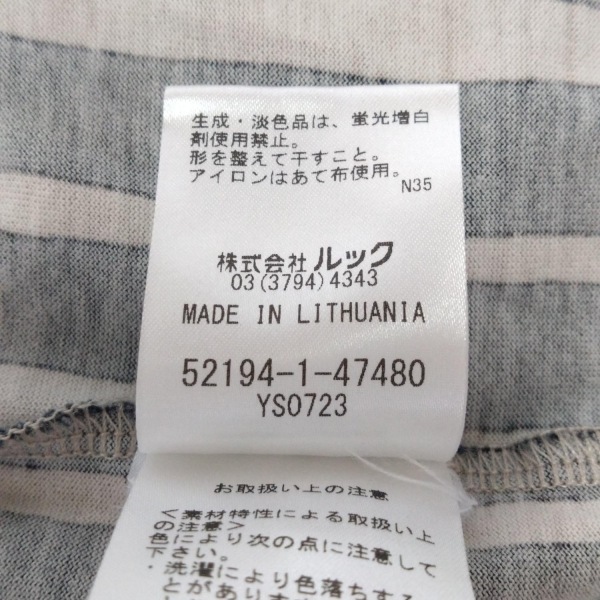 生成・淡色品は、蛍光増白
剤使用禁止。
形を整えて干すこと。
アイロンはあて布使用。
N35
株式会社 ルック
03(3794)4343
MADE IN LITHUANIA
52194-1-47480
YS0723
お取扱い上の注意
＜素材特性による取扱い上
の注意＞
色により次の点に注意して
下さい。
・洗濯により色落ちする
とがありま